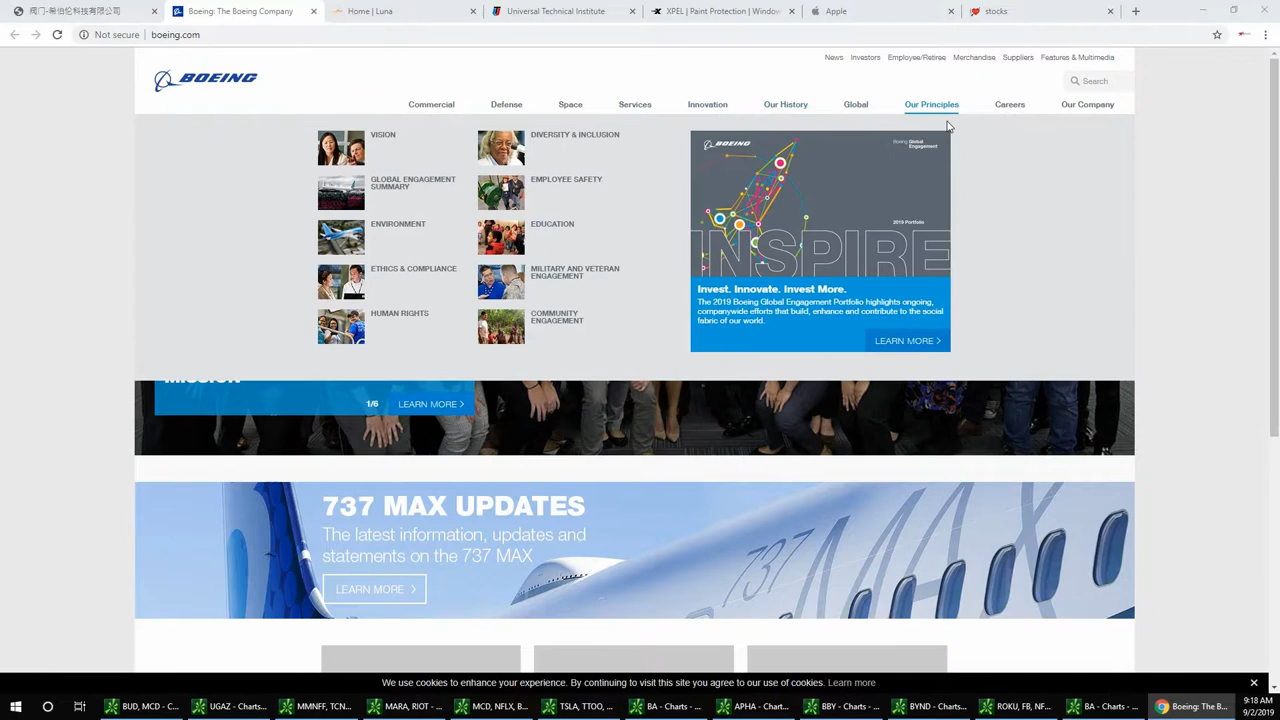 阀门-希伯伦科技有限公司
Boeing: The Boeing Company
Home | Luna
Universal Technical Institute
XPEL | Paint Protection | Window
Apple
stocks
Not secure | boeing.com
News Investors Employee/Retiree Merchandise Suppliers Features & Multimedia
BOEING
Search
Commercial Defense Space Services Innovation Our History Global Our Principles Careers Our Company
VISION
DIVERSITY & INCLUSION
GLOBAL ENGAGEMENT
SUMMARY
EMPLOYEE SAFETY
ENVIRONMENT
EDUCATION
ETHICS & COMPLIANCE
MILITARY AND VETERAN
ENGAGEMENT
HUMAN RIGHTS
COMMUNITY
ENGAGEMENT
BOEING
Boeing Global
Engagement
2019 Portfolio
INSPIRE
Invest. Innovate. Invest More.
The 2019 Boeing Global Engagement Portfolio highlights ongoing,
companywide efforts that build, enhance and contribute to the social
fabric of our world.
LEARN MORE
MISSION
1/6 LEARN MORE
737 MAX UPDATES
The latest information, updates and
statements on the 737 MAX
LEARN MORE
737 MAX
We use cookies to enhance your experience. By continuing to visit this site you agree to our use of cookies. Learn more
BUD, MCD - C...
UGAZ - Charts...
MMNFF, TCN...
MARA, RIOT - ...
MCD, NFLX, B...
TSLA, TTOO, ...
BA - Charts - ...
APHA - Charts...
BBY - Charts - ...
BYND - Charts...
ROKU, FB, NF...
BA - Charts - ...
Boeing: The B...
9:18 AM
9/2/2019